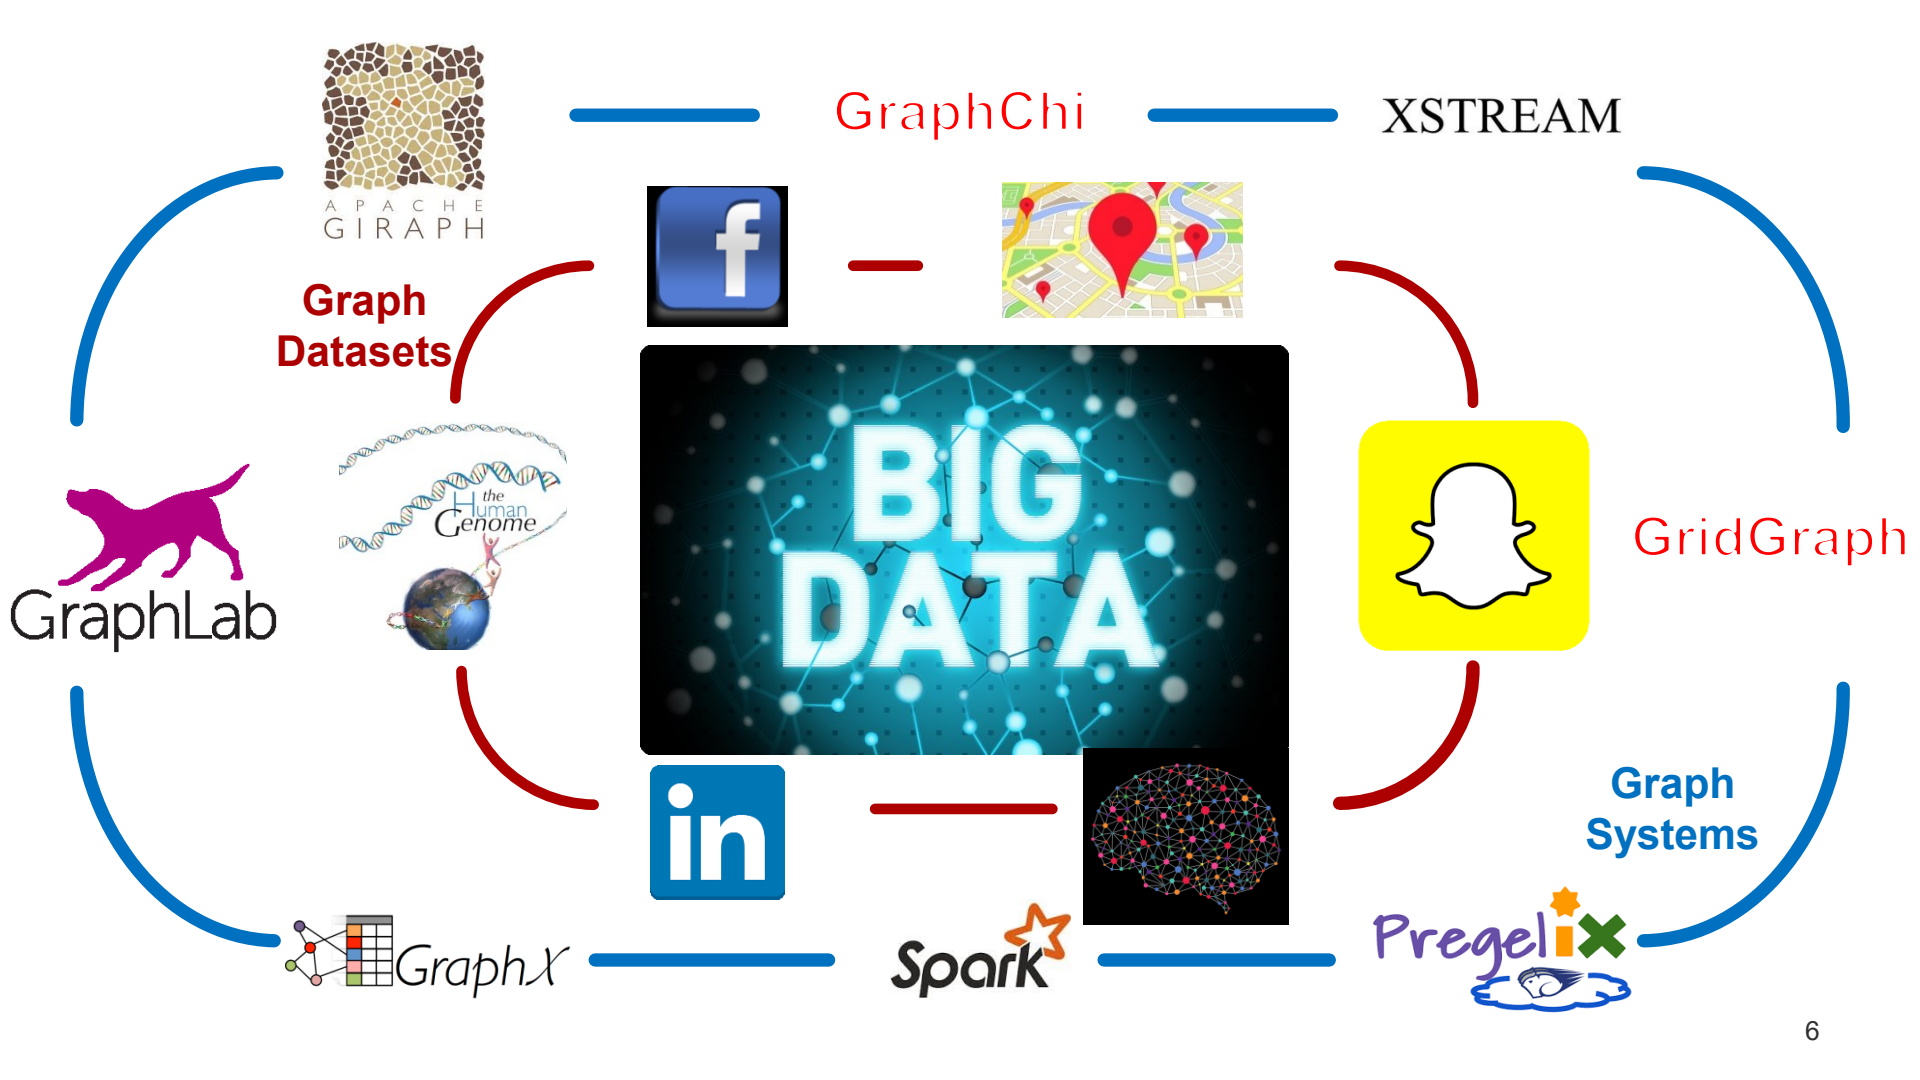 GraphChi
XSTREAM
APACHE
GIRAPH
f
Graph
Datasets
BIG
DATA
the
Human
Genome
GraphLab
GridGraph
Graph
Systems
in
GraphX
Spark
Pregelix
6